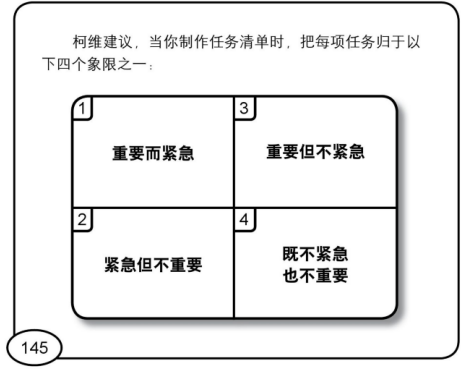 柯维建议，当你制作任务清单时，把每项任务归于以
下四个象限之一：
1
重要而紧急
3
重要但不紧急
2
紧急但不重要
4
既不紧急
也不重要
145